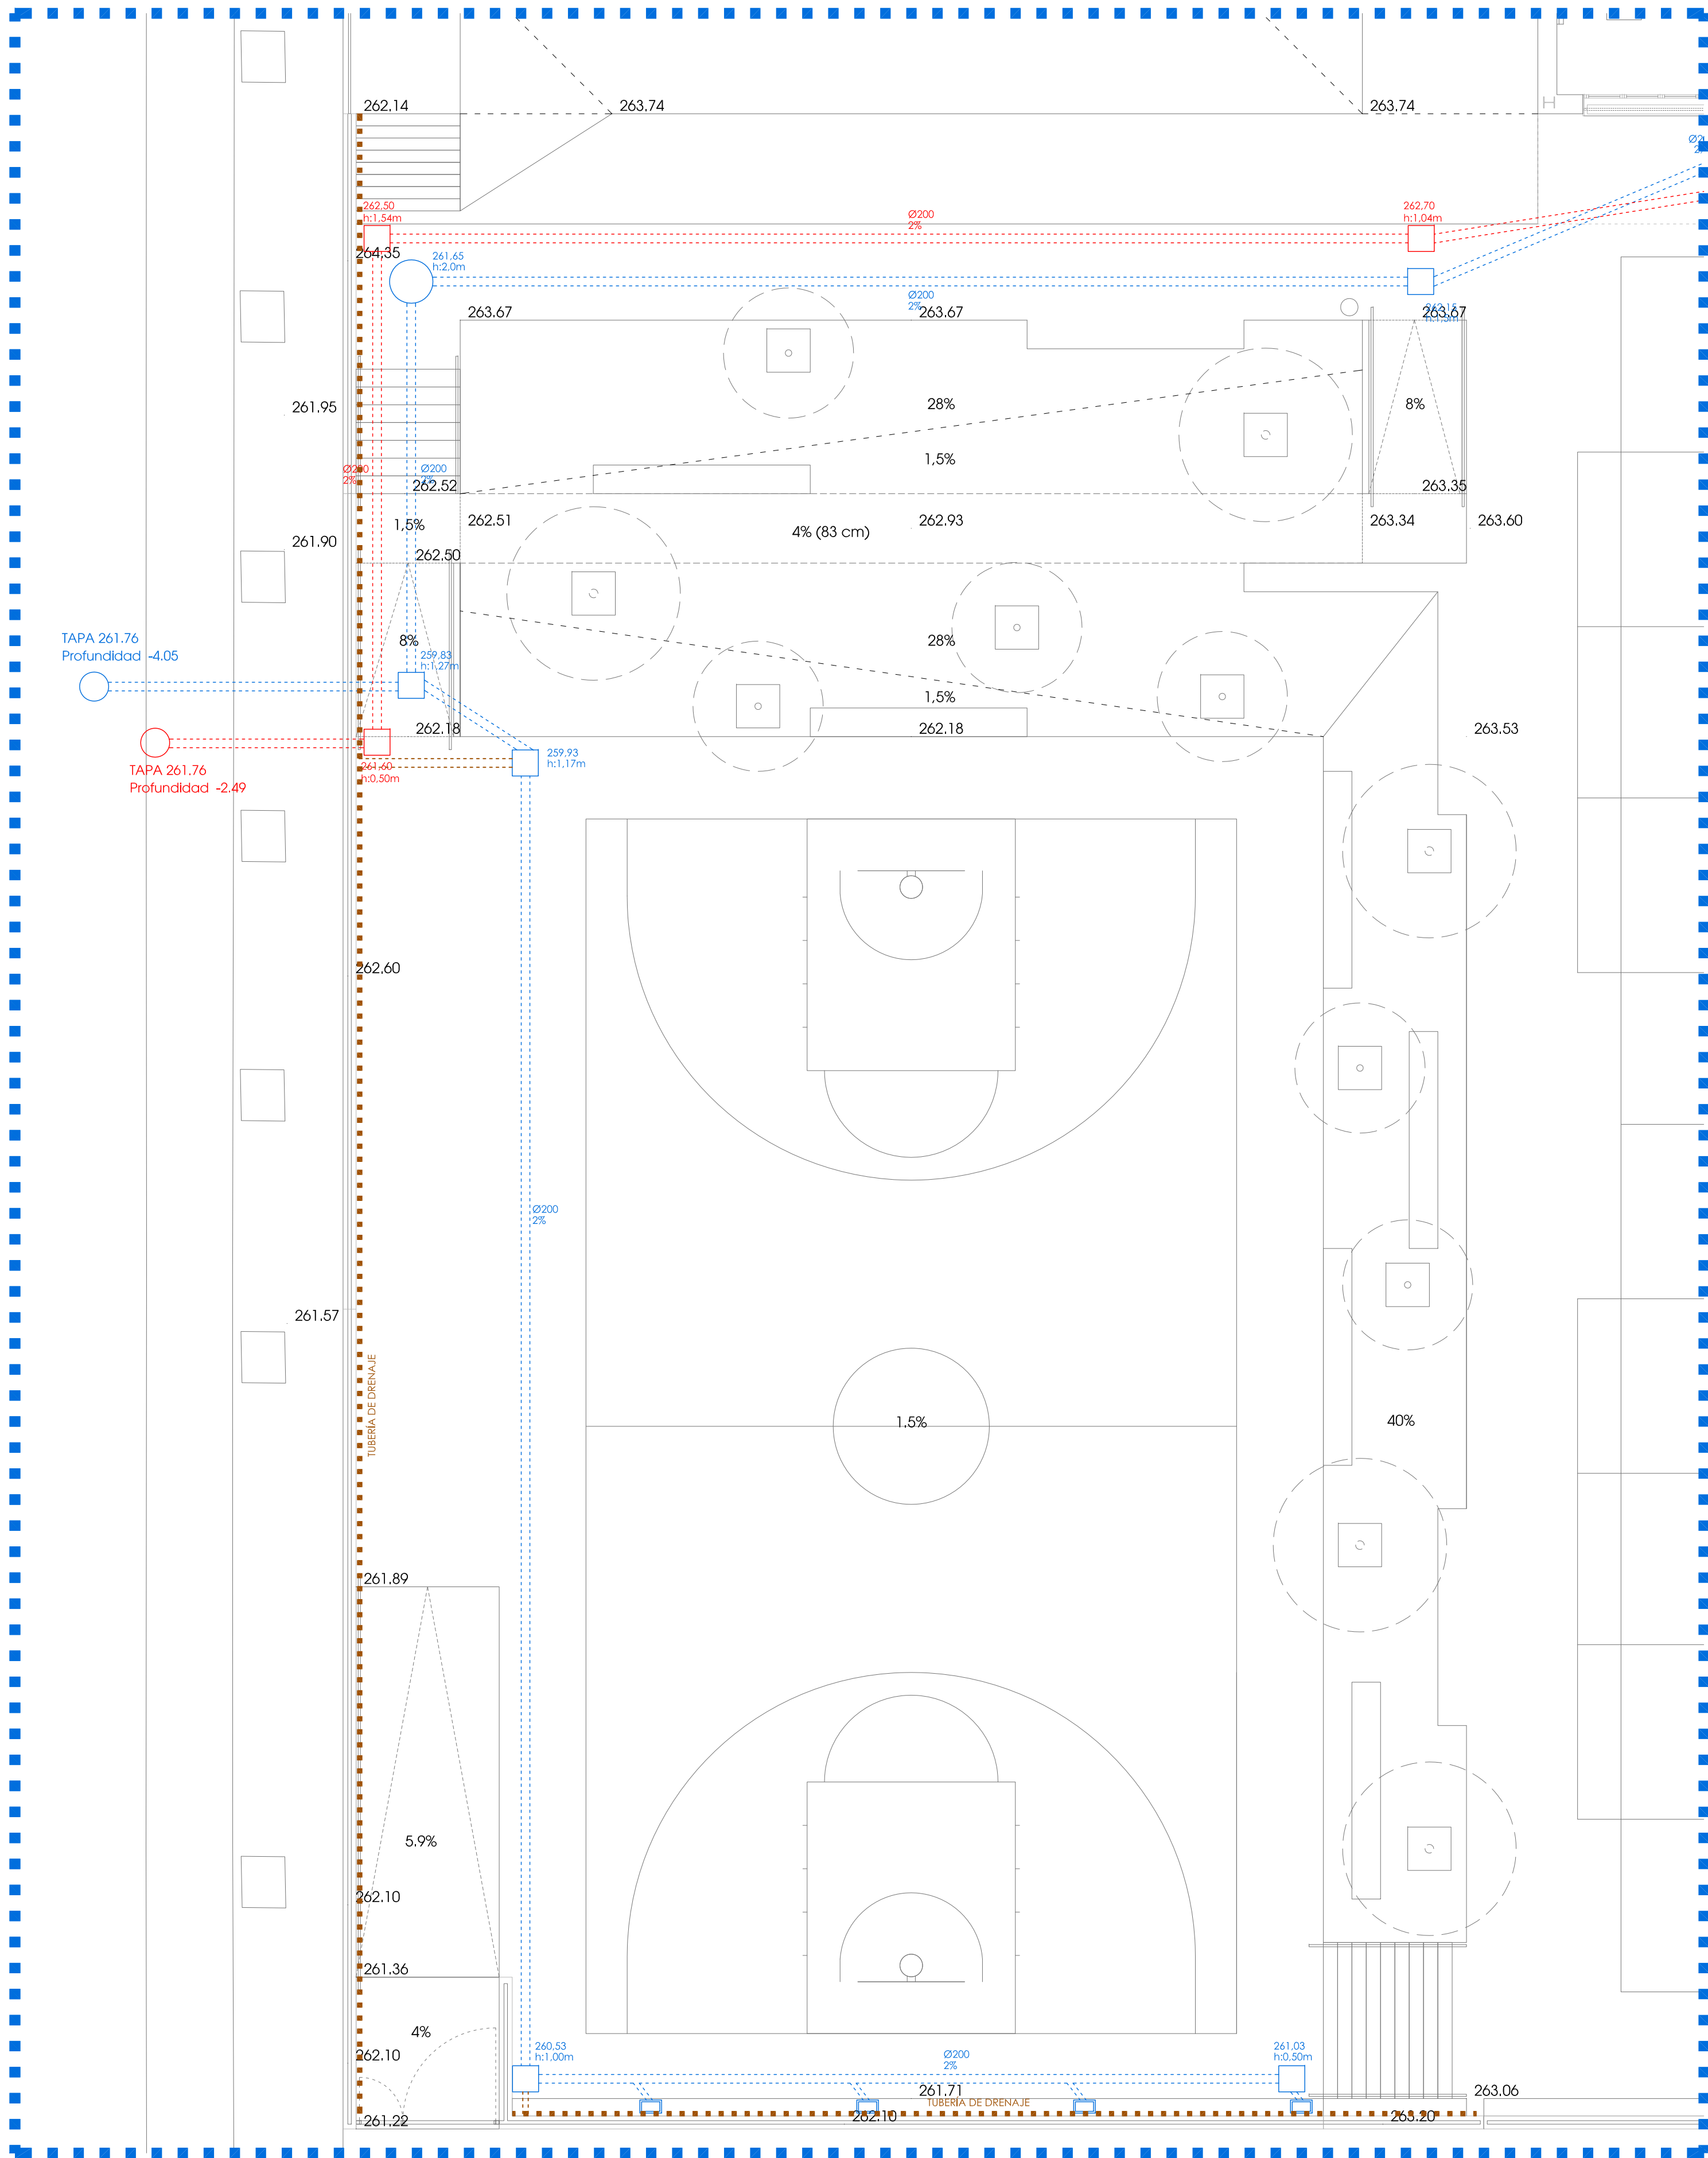 262.14
263.74
263.74
Ø2
2
262,50
h:1,54m
Ø200
2%
262,70
h:1,04m
264.35
261,65
h:2,0m
Ø200
2%
262,15
h:1,5m
263.67
263.67
263.67
261.95
28%
8%
1,5%
Ø200
2%
Ø200
2%
262.52
263.35
1,5%
262.51
4% (83 cm)
262.93
263.34
263.60
261.90
262.50
TAPA 261.76
Profundidad -4.05
8%
28%
259,83
h:1,27m
1,5%
262.18
262.18
263.53
TAPA 261.76
Profundidad -2.49
261,60
h:0,50m
259,93
h:1,17m
262.60
Ø200
2%
261.57
TUBERÍA DE DRENAJE
1.5%
40%
261.89
5.9%
262.10
261.36
4%
262.10
260,53
h:1,00m
Ø200
2%
261,03
h:0,50m
261.71
263.06
TUBERÍA DE DRENAJE
261.22
262.10
263.20